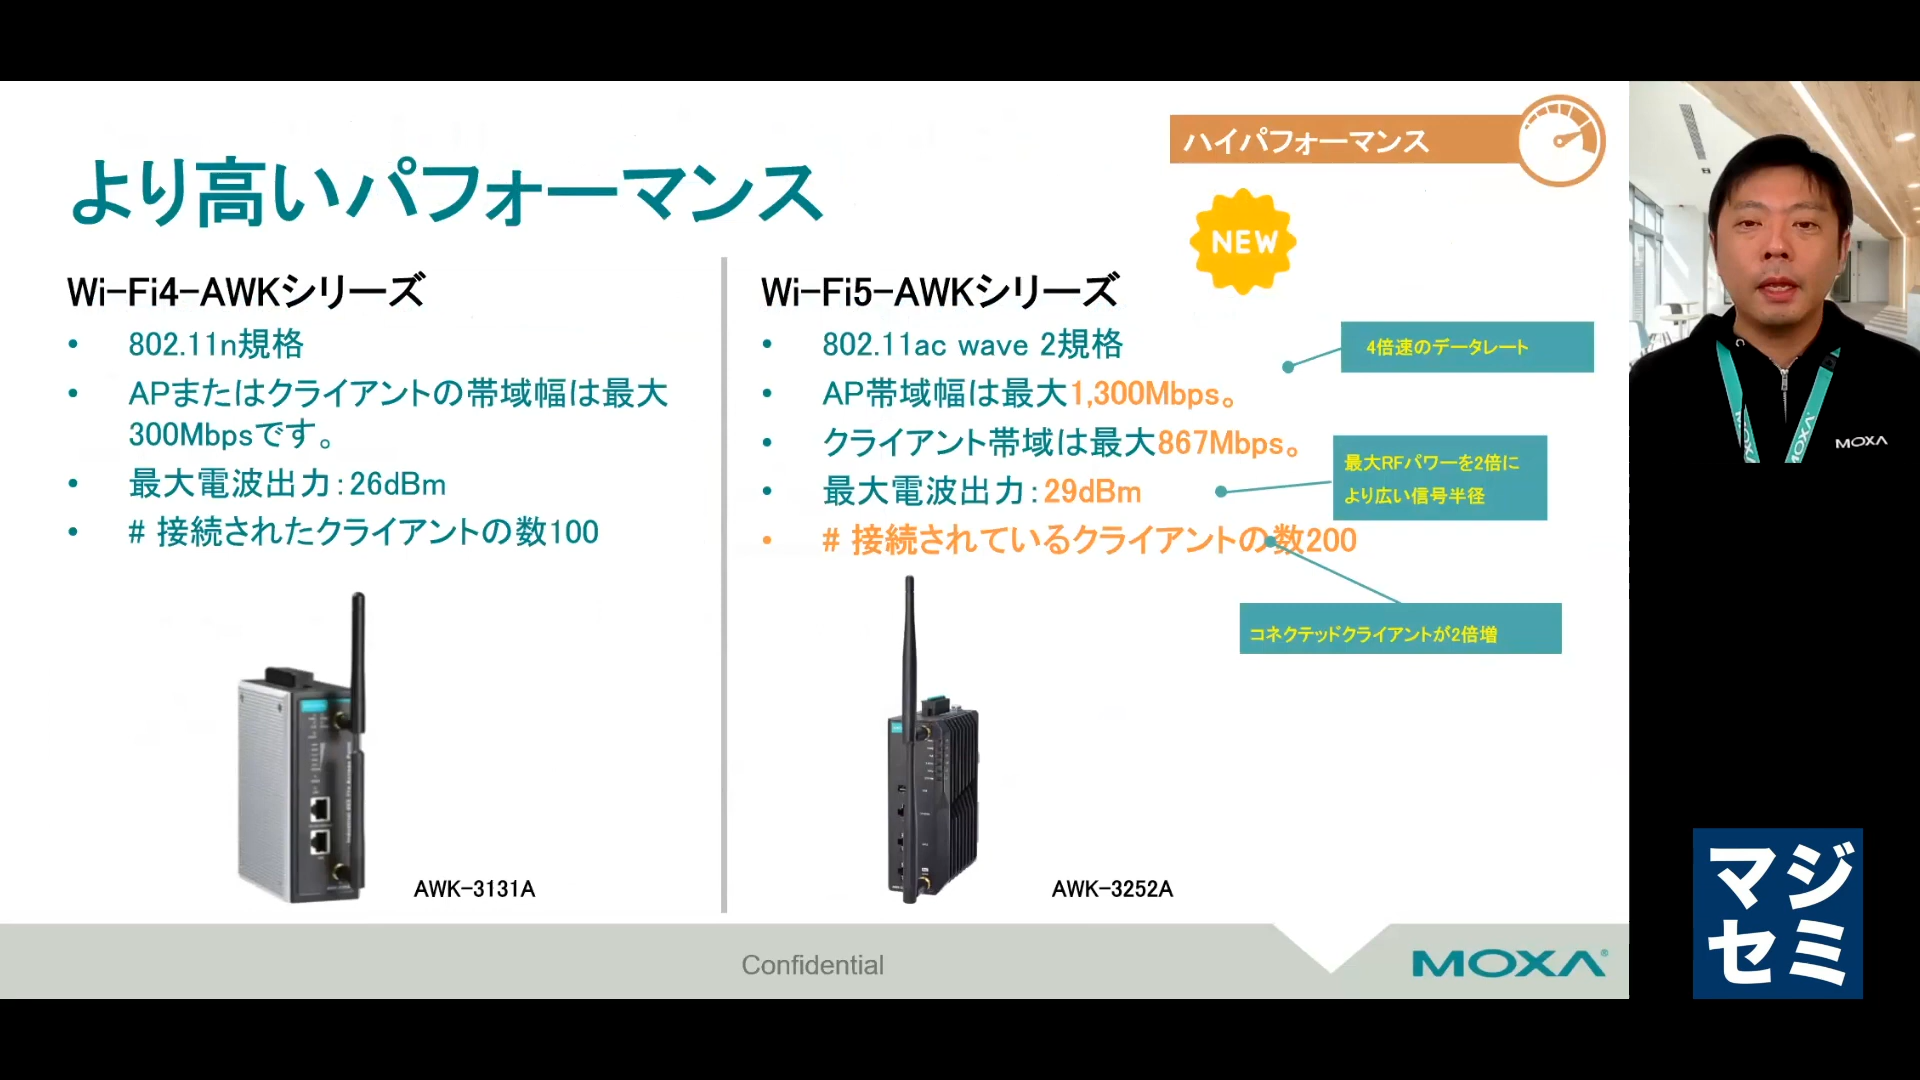 ハイパフォーマンス
より高いパフォーマンス
NEW
Wi-Fi4-AWKシリーズ
• 802.11n規格
• APまたはクライアントの帯域幅は最大
300Mbpsです。
• 最大電波出力：26dBm
• # 接続されたクライアントの数100
AWK-3131A
Wi-Fi5-AWKシリーズ
• 802.11ac wave 2規格
• AP帯域幅は最大1,300Mbps。
• クライアント帯域は最大867Mbps。
• 最大電波出力：29dBm
• # 接続されているクライアントの数200
4倍速のデータレート
最大RFパワーを2倍に
より広い信号半径
コネクテッドクライアントが2倍増
AWK-3252A
Confidential
MOXA®
MOXA
MOXA
マジ
セミ